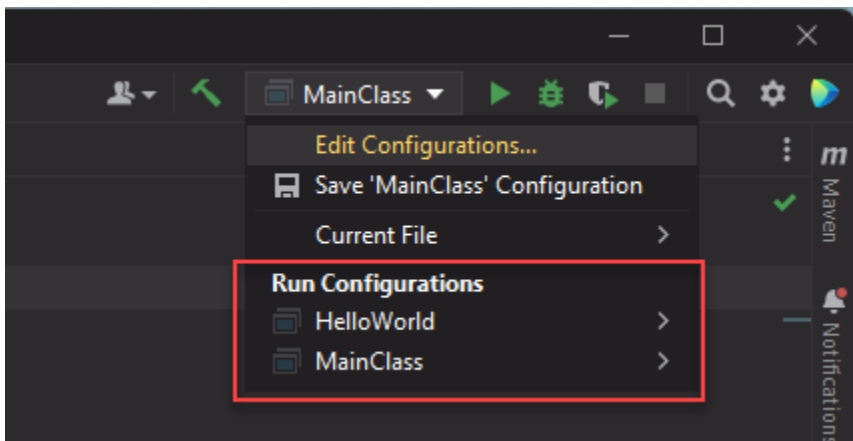 MainClass
Edit Configurations...
Save 'MainClass' Configuration
Current File
Run Configurations
HelloWorld
MainClass
m
Maven
Notifications